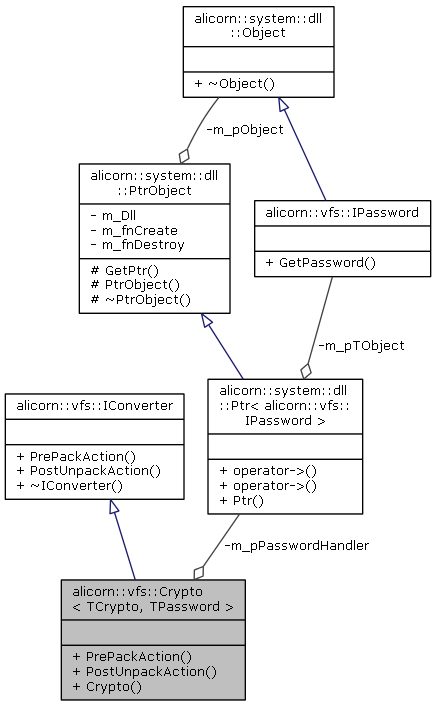 alicorn::system::dll
::Object
+ ~Object()
-m_pObject
alicorn::system::dll
::PtrObject
- m_Dll
- m_fnCreate
- m_fnDestroy
# GetPtr()
# PtrObject()
# ~PtrObject()
alicorn::vfs::IPassword
+ GetPassword()
-m_pTObject
alicorn::system::dll
::Ptr< alicorn::vfs::
IPassword >
+ operator->()
+ operator->()
+ Ptr()
alicorn::vfs::IConverter
+ PrePackAction()
+ PostUnpackAction()
+ ~IConverter()
-m_pPasswordHandler
alicorn::vfs::Crypto
< TCrypto, TPassword >
+ PrePackAction()
+ PostUnpackAction()
+ Crypto()